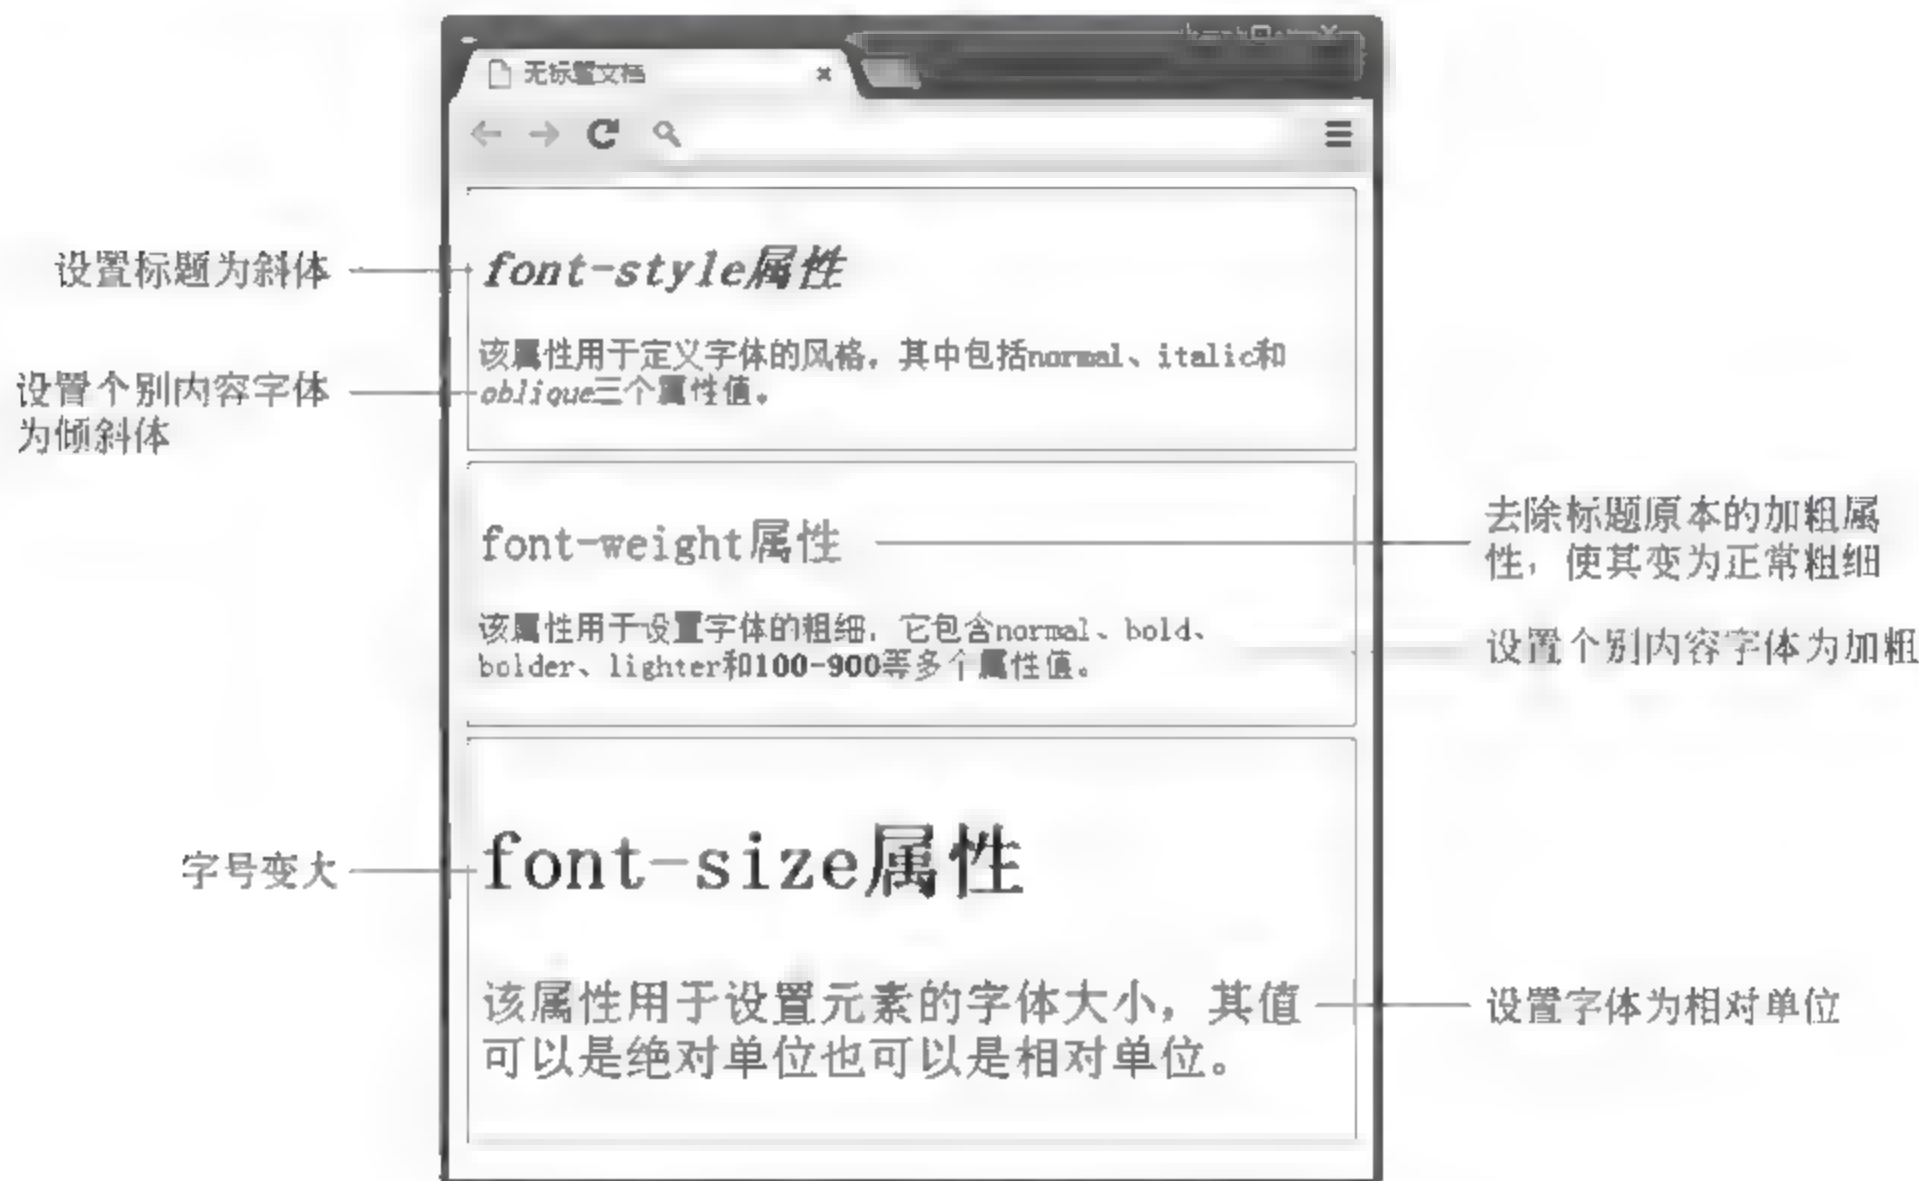 无标题文档
设置标题为斜体
font-style属性
设置个别内容字体
为倾斜体
该属性用于定义字体的风格，其中包括normal、italic和
oblique三个属性值。
font-weight属性
去除标题原本的加粗属
性，使其变为正常粗细
该属性用于设置字体的粗细，它包含normal、bold、
bolder、lighter和100-900等多个属性值。
设置个别内容字体为加粗
字号变大
font-size属性
该属性用于设置元素的字体大小，其值
可以是绝对单位也可以是相对单位。
设置字体为相对单位